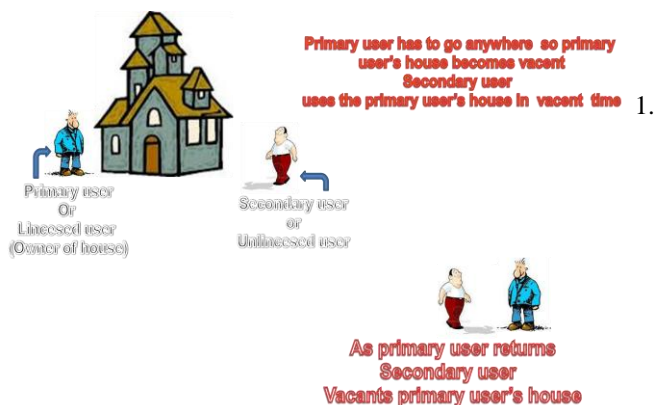 Primary user has to go anywhere so primary
user's house becomes vacent
Secondary user
uses the primary user's house in vacent time
1.
Primary user
Or
Lincesed user
(Owner of house)
Secondary user
or
Unlincesed user
As primary user returns
Secondary user
Vacants primary user's house